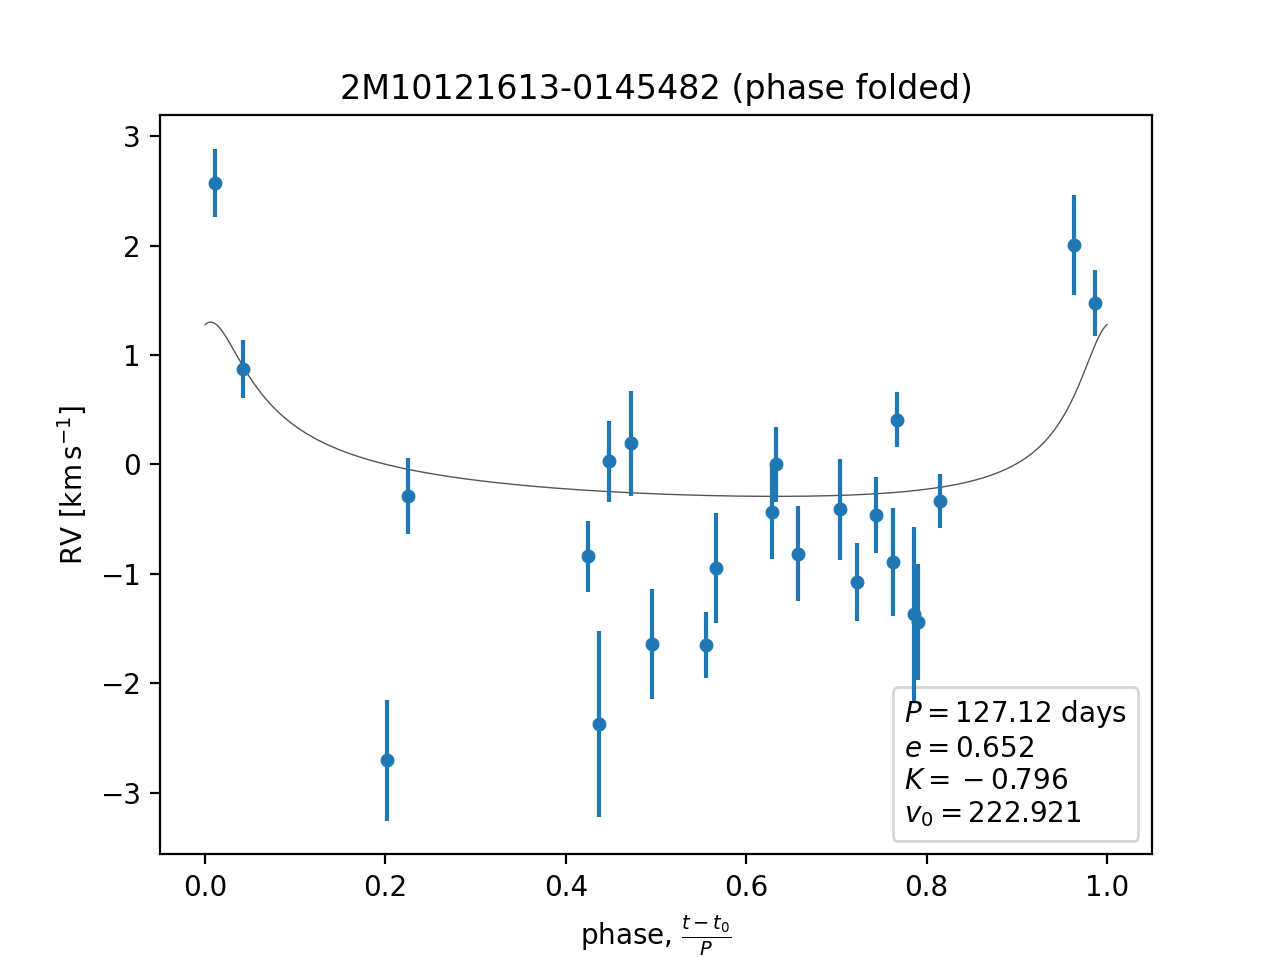 2M10121613-0145482 (phase folded)
3
2
1
0
−1
−2
−3
RV [km s⁻¹]
P = 127.12 days
e = 0.652
K = −0.796
v₀ = 222.921
0.0 0.2 0.4 0.6 0.8 1.0
phase, (t − t₀)/P